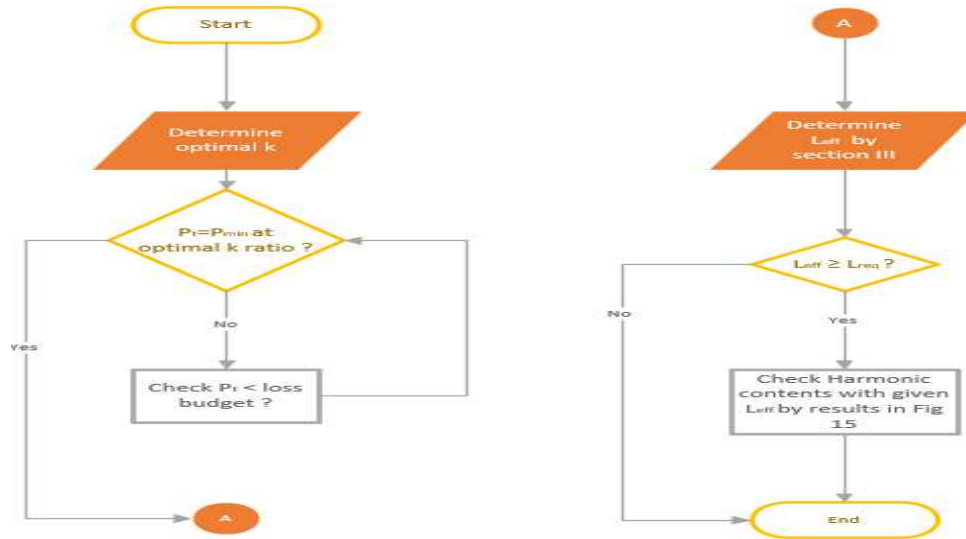 Start
Determine
optimal k
Pt=Pmin at
optimal k ratio ?
No
Yes
Check Pt < loss
budget ?
A
A
Determine
Leff by
section III
Leff ≥ Lreq ?
No
Yes
Check Harmonic
contents with given
Leff by results in Fig
15
End